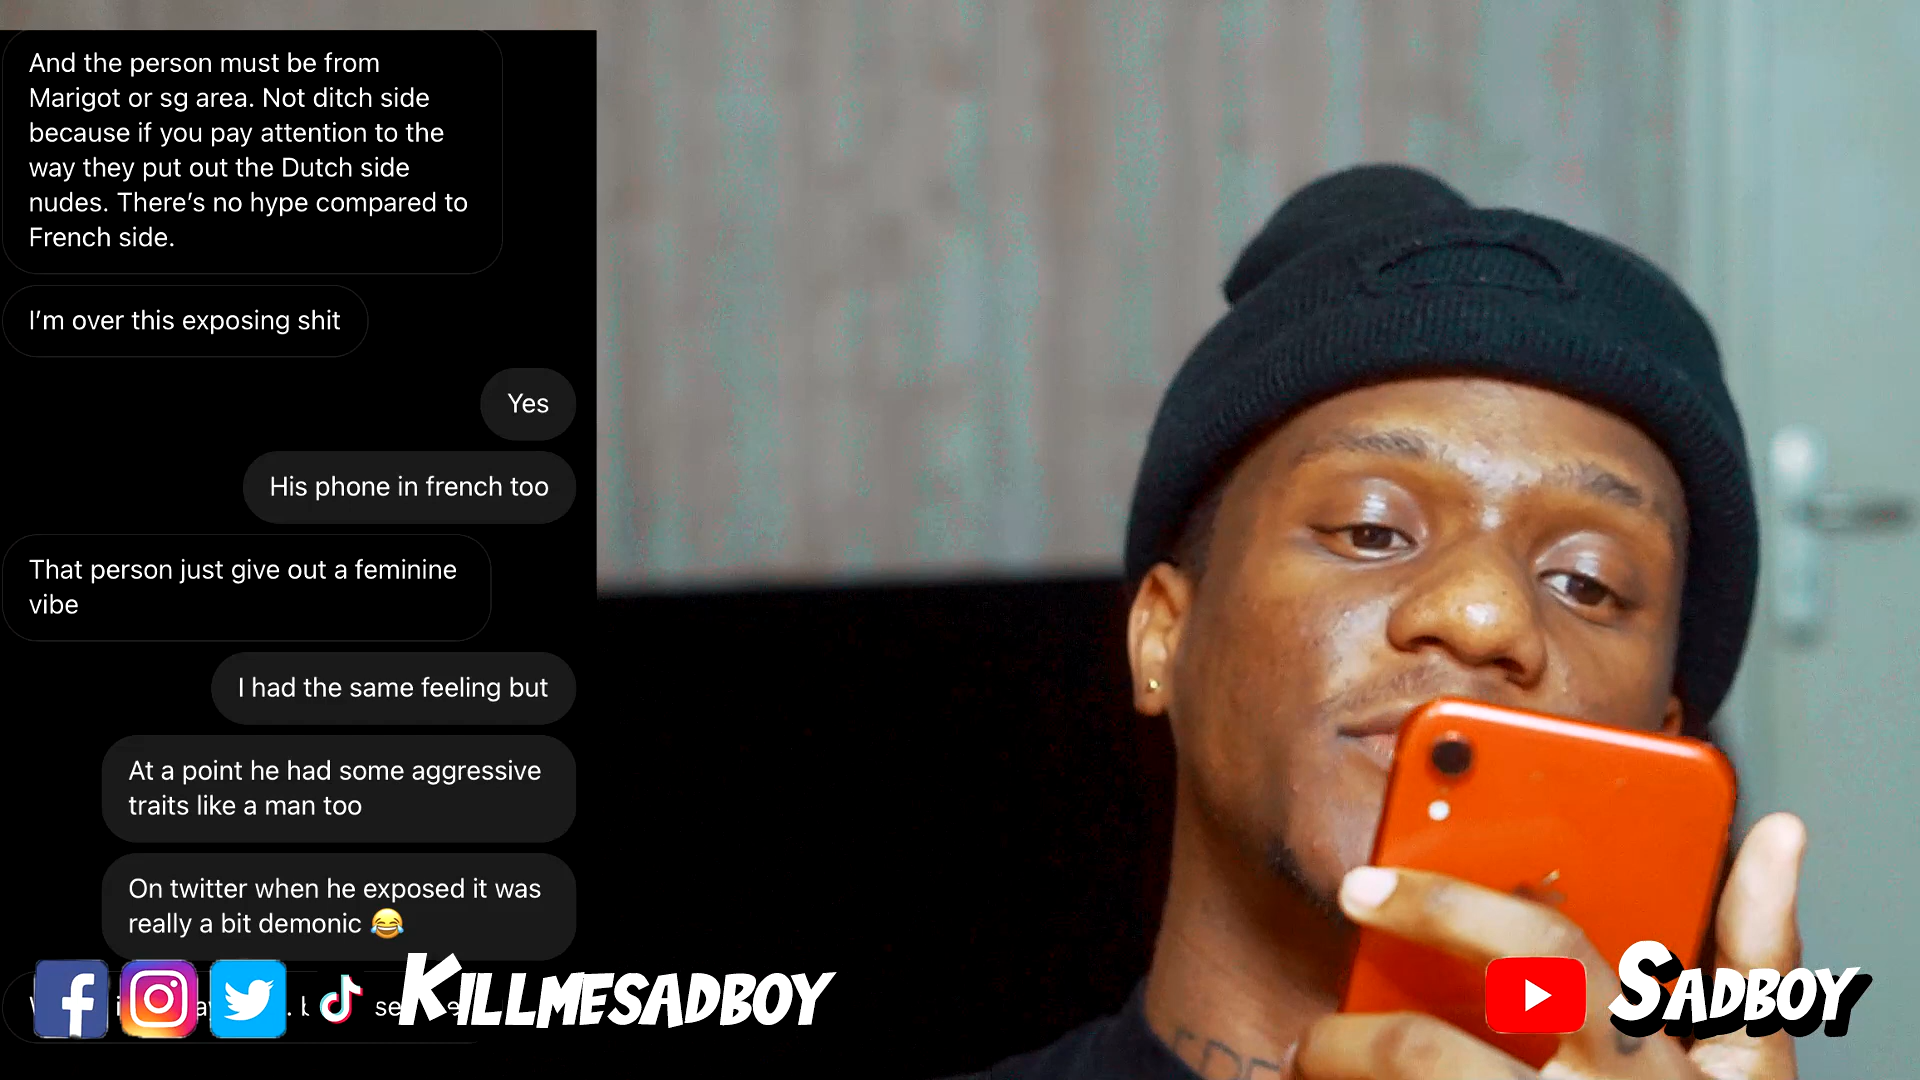 And the person must be from
Marigot or sg area. Not ditch side
because if you pay attention to the
way they put out the Dutch side
nudes. There's no hype compared to
French side.
I'm over this exposing shit
Yes
His phone in french too
That person just give out a feminine
vibe
I had the same feeling but
At a point he had some aggressive
traits like a man too
On twitter when he exposed it was
really a bit demonic 😂
KILLMESADBOY
SADBOY